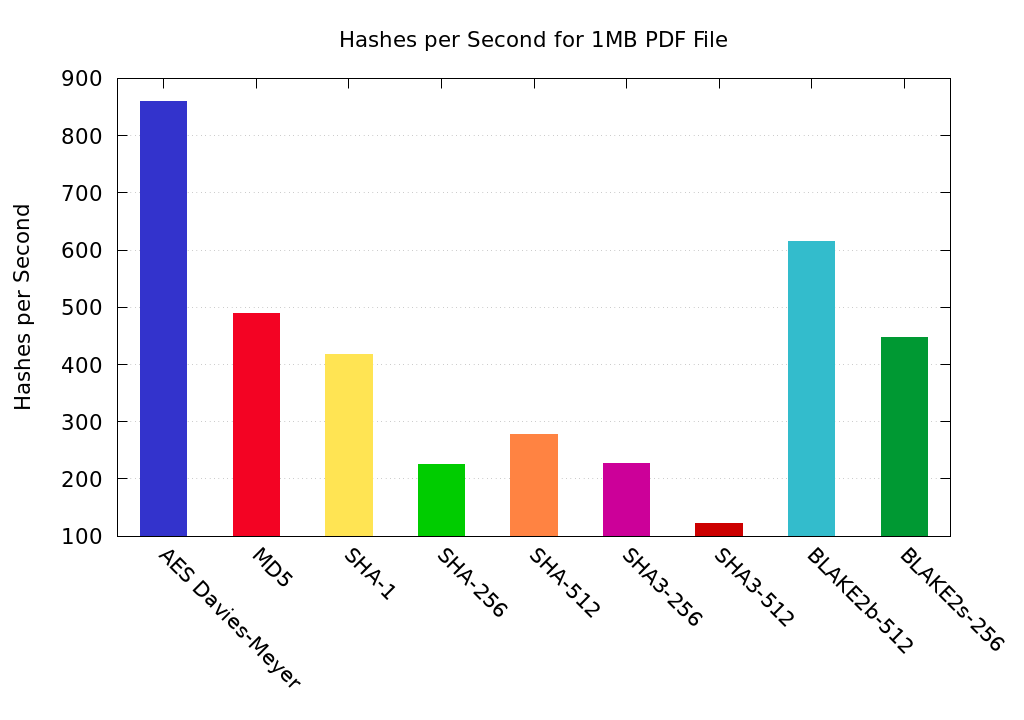 Hashes per Second for 1MB PDF File
900
800
700
600
500
400
300
200
100
Hashes per Second
AES Davies-Meyer
MD5
SHA-1
SHA-256
SHA-512
SHA3-256
SHA3-512
BLAKE2b-512
BLAKE2s-256